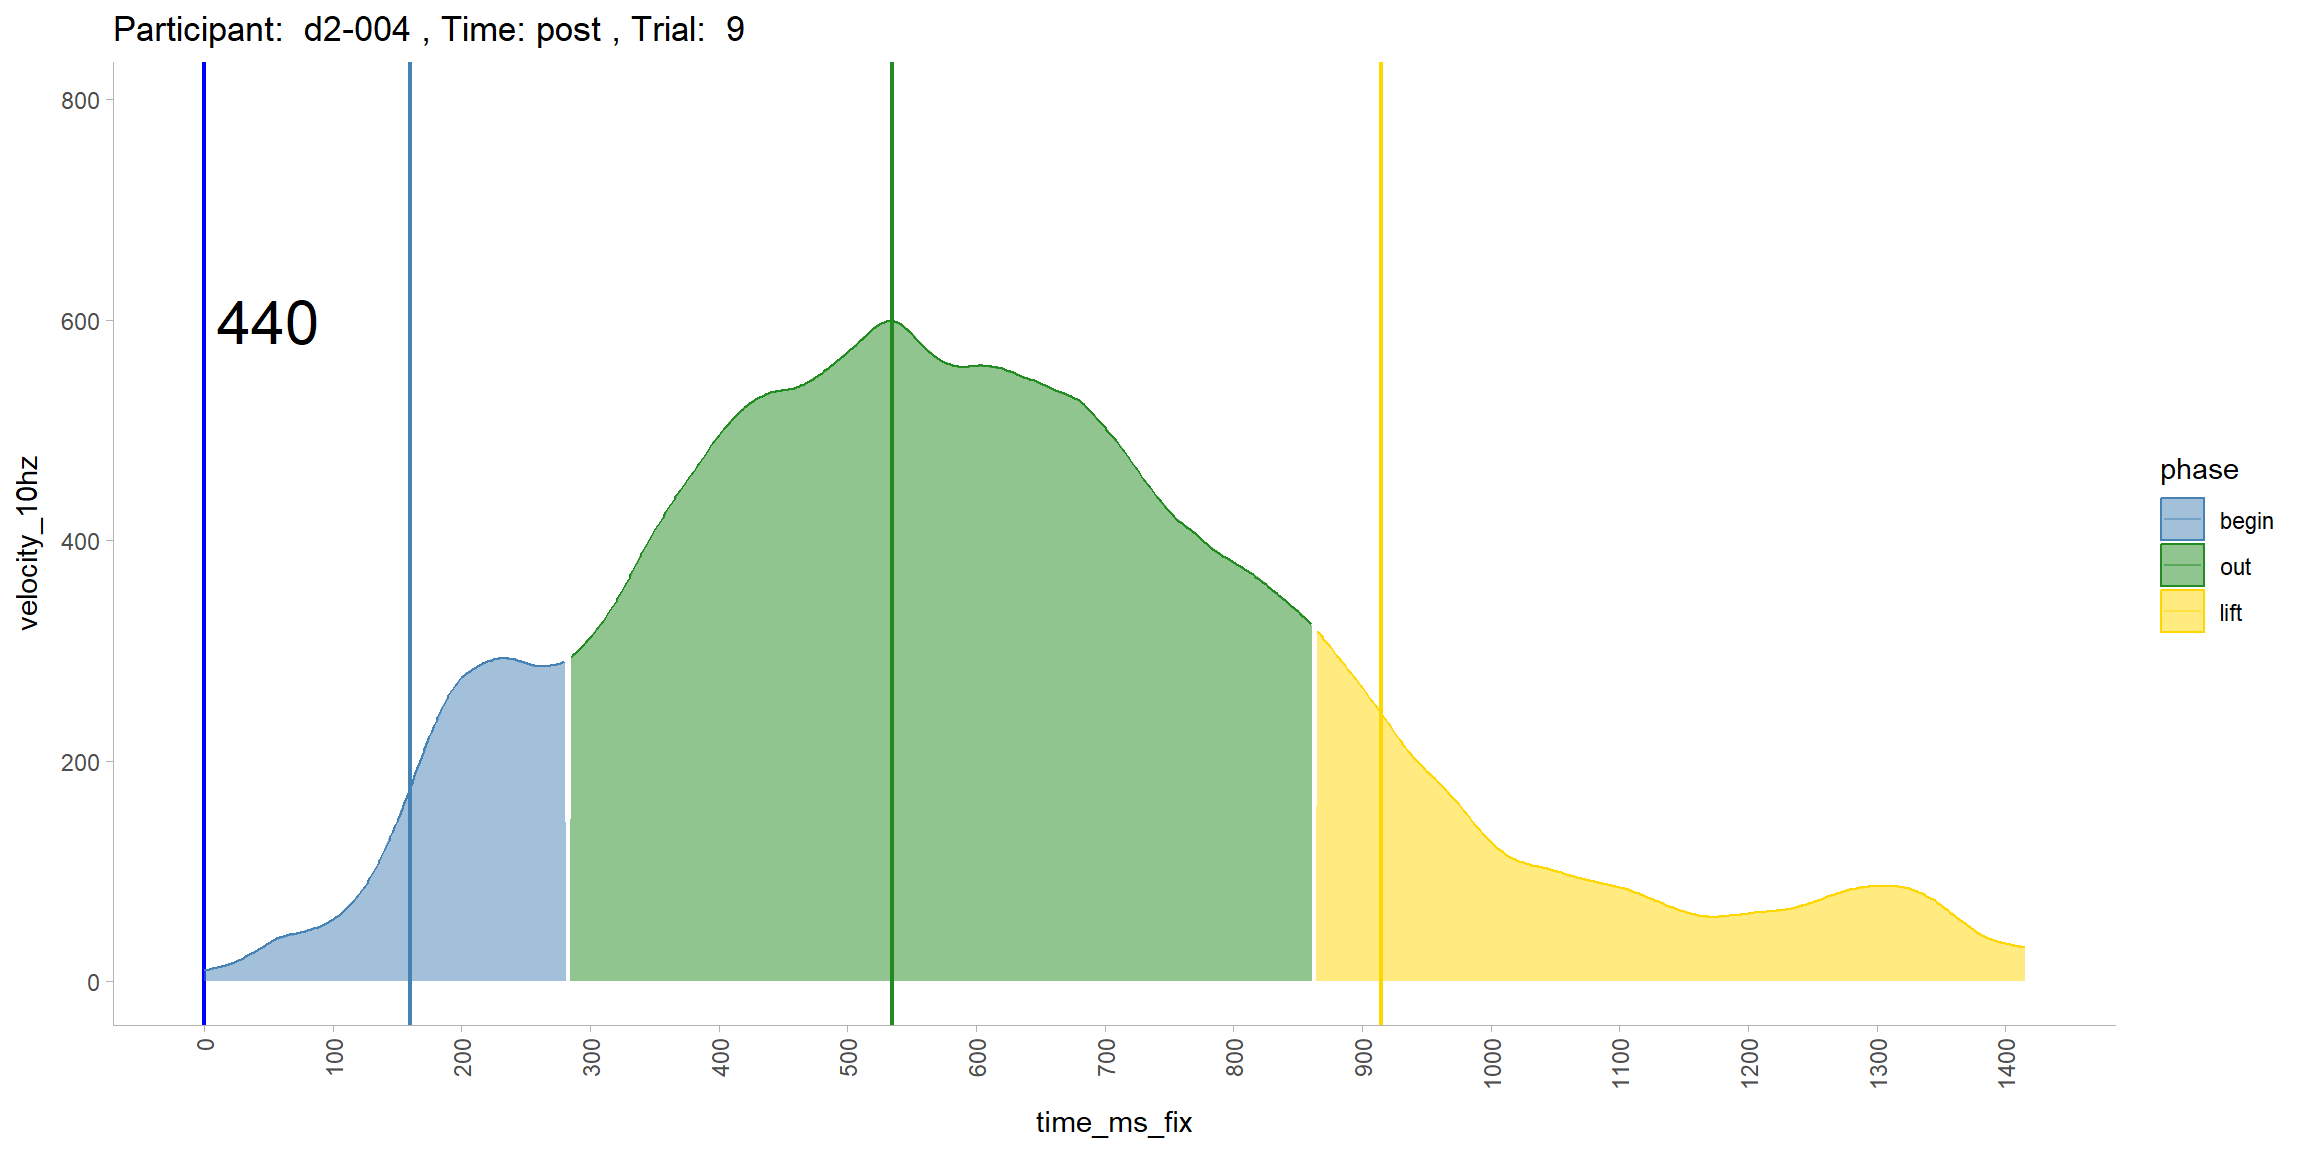 Participant:  d2-004 , Time: post , Trial:  9
800
600
400
200
0
velocity_10hz
440
0 100 200 300 400 500 600 700 800 900 1000 1100 1200 1300 1400
time_ms_fix
phase
begin
out
lift